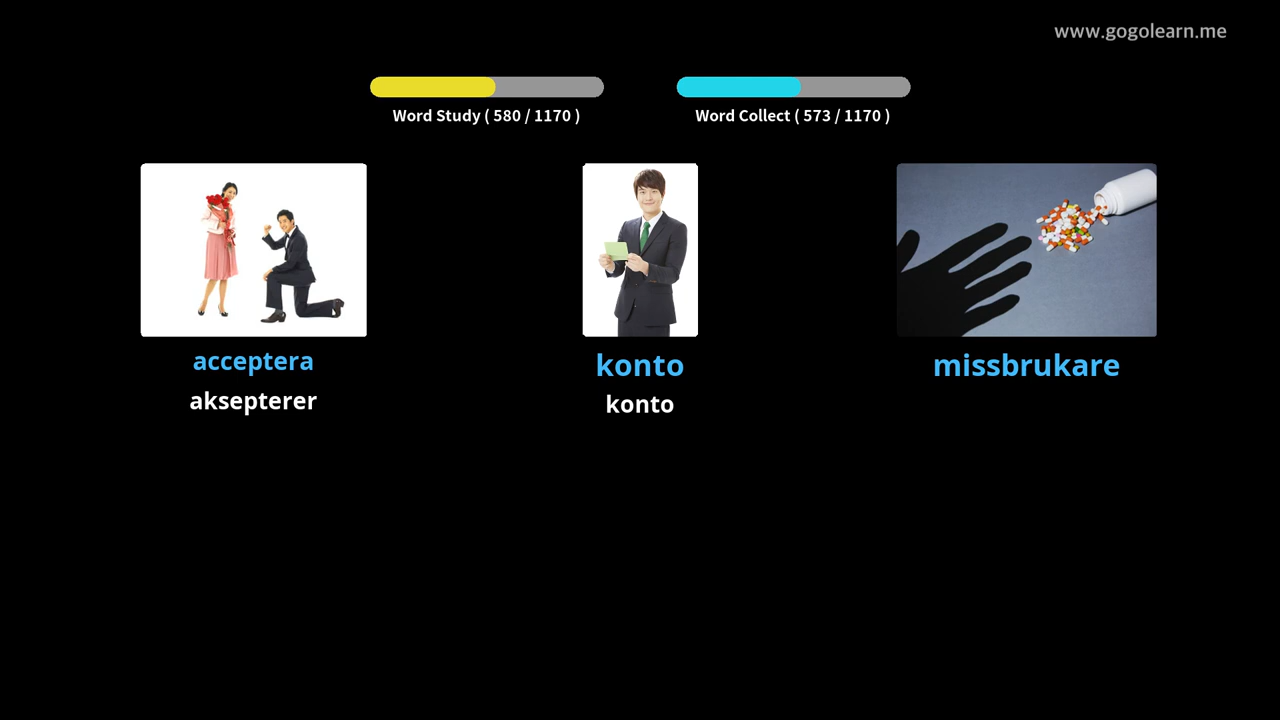 www.gogolearn.me
Word Study ( 580 / 1170 )
Word Collect ( 573 / 1170 )
acceptera
konto
missbrukare
aksepterer
konto